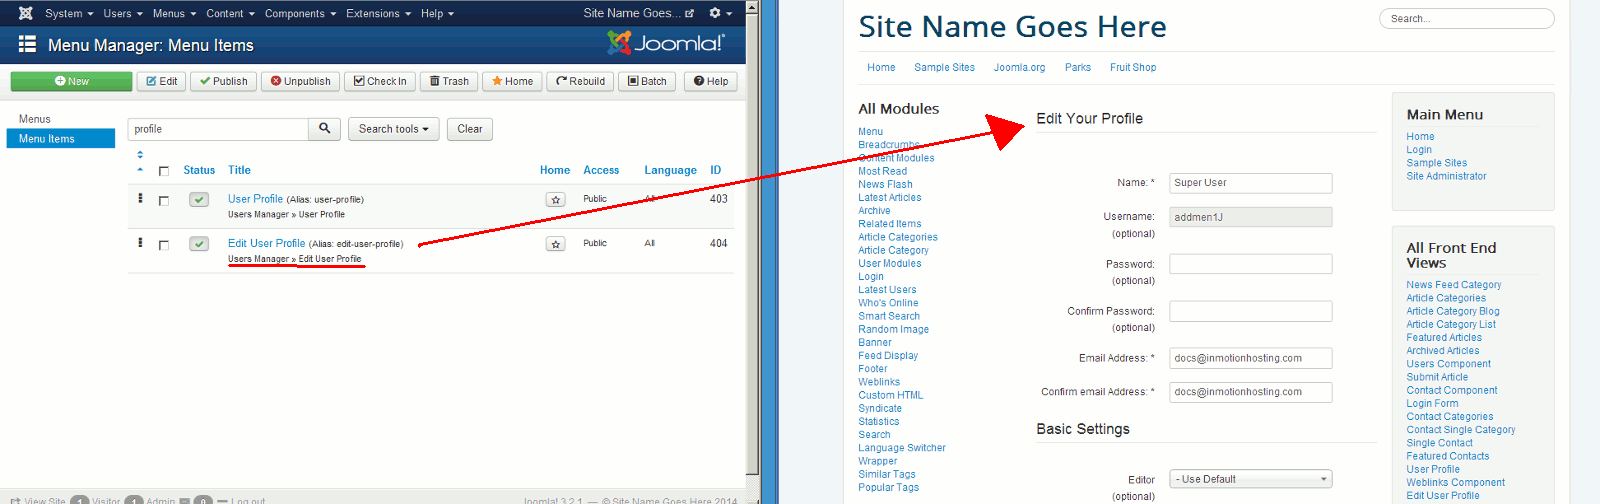 System Users Menus Content Components Extensions Help Site Name Goes...
Menu Manager: Menu Items
Joomla!
New Edit Publish Unpublish Check In Trash Home Rebuild Batch Help
Menus
Menu Items
profile
Search tools Clear
Status Title Home Access Language ID
User Profile (Alias: user-profile) Public All 403
Users Manager » User Profile
Edit User Profile (Alias: edit-user-profile) Public All 404
Users Manager » Edit User Profile
View Site 1 Visitor 1 Admin 0 Log out Joomla! 3.2.1 — © Site Name Goes Here 2014
Site Name Goes Here
Search...
Home Sample Sites Joomla.org Parks Fruit Shop
All Modules
Menu
Breadcrumbs
Content Modules
Most Read
News Flash
Latest Articles
Archive
Related Items
Article Categories
Article Category
User Modules
Login
Latest Users
Who's Online
Smart Search
Random Image
Banner
Feed Display
Footer
Weblinks
Custom HTML
Syndicate
Statistics
Search
Language Switcher
Wrapper
Similar Tags
Popular Tags
Edit Your Profile
Name: * Super User
Username: addmen1J
(optional)
Password:
(optional)
Confirm Password:
(optional)
Email Address: * docs@inmotionhosting.com
Confirm email Address: * docs@inmotionhosting.com
Basic Settings
Editor - Use Default
(optional)
Main Menu
Home
Login
Sample Sites
Site Administrator
All Front End
Views
News Feed Category
Article Categories
Article Category Blog
Article Category List
Featured Articles
Archived Articles
Users Component
Submit Article
Contact Component
Login Form
Contact Categories
Contact Single Category
Single Contact
Featured Contacts
User Profile
Weblinks Component
Edit User Profile